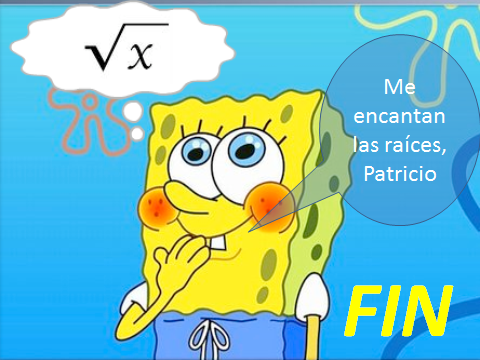 √x
Me
encantan
las raíces,
Patricio
FIN